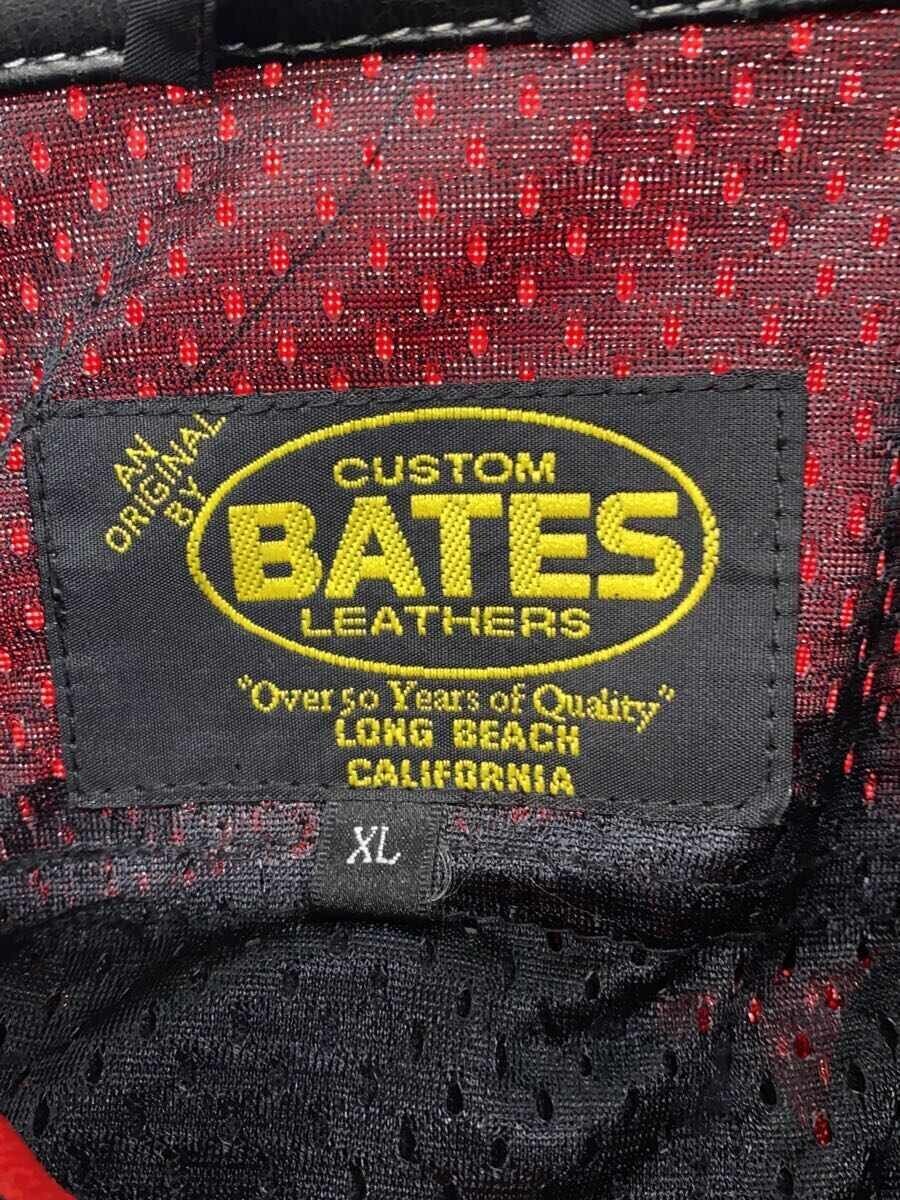 AN
ORIGINAL
BY
CUSTOM
BATES
LEATHERS
"Over 50 Years of Quality"
LONG BEACH
CALIFORNIA
XL